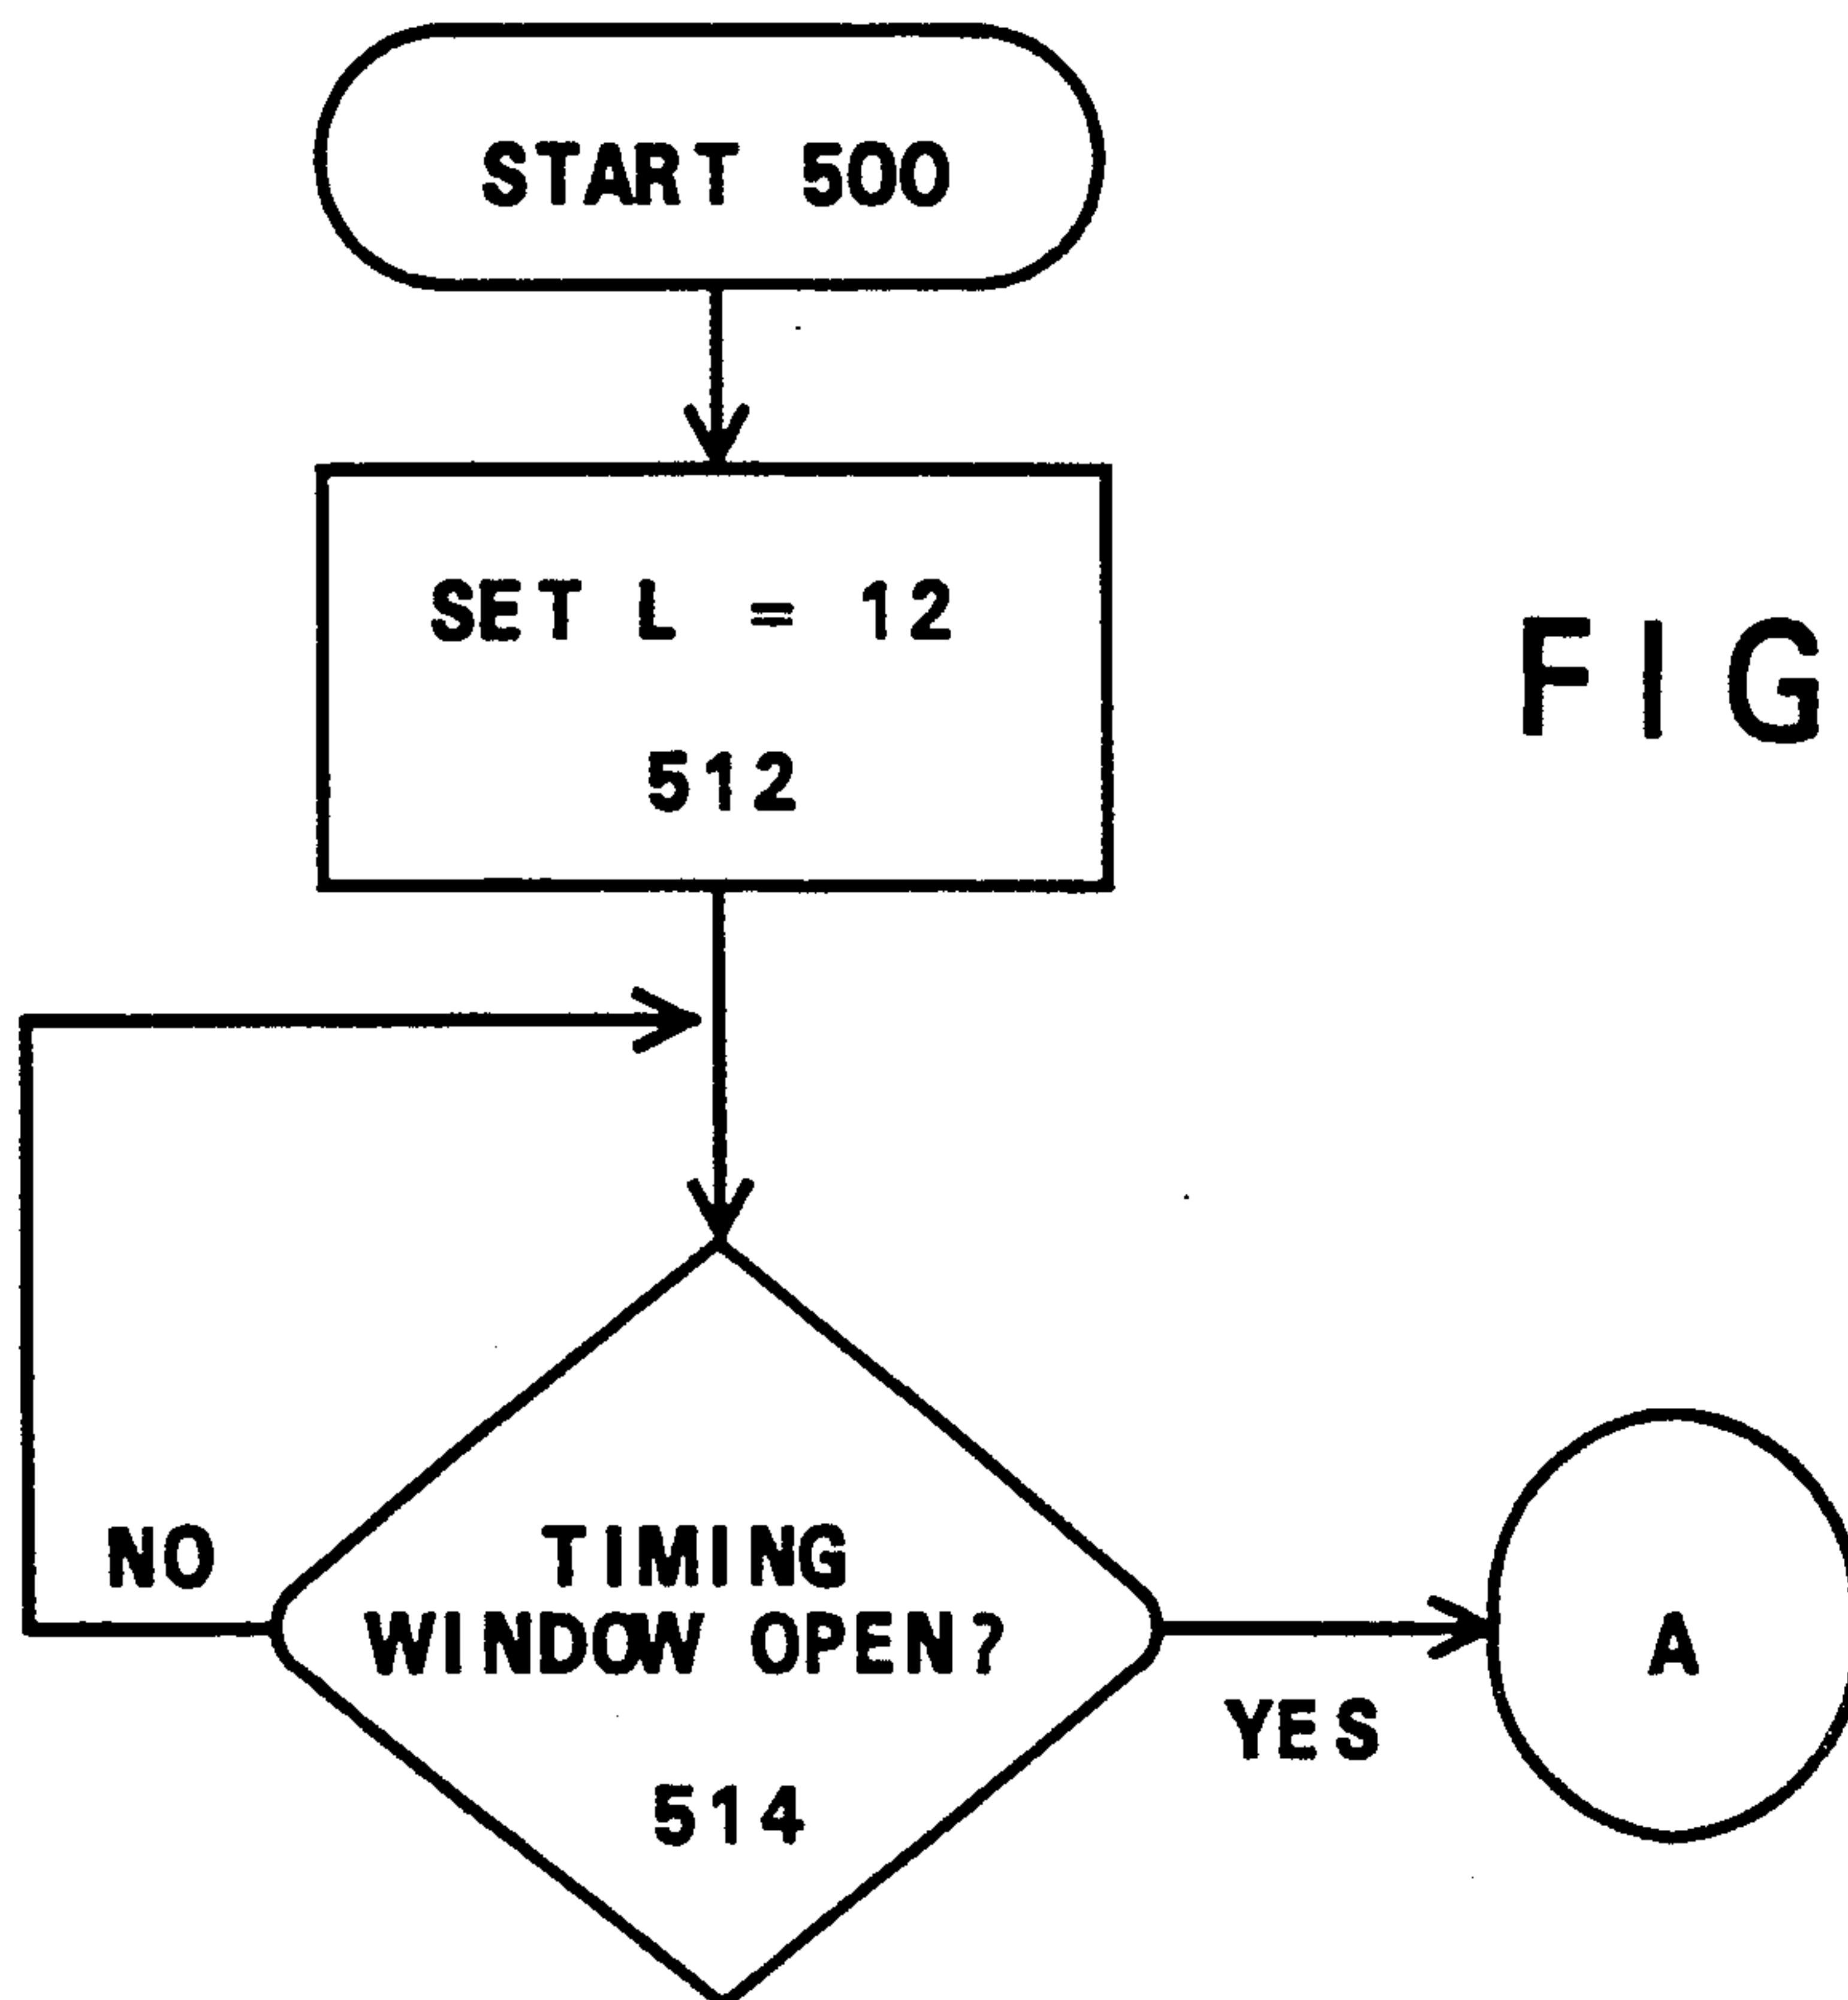 START 500
SET L = 12
512
FIG
NO
TIMING
WINDOW OPEN?
514
YES
A